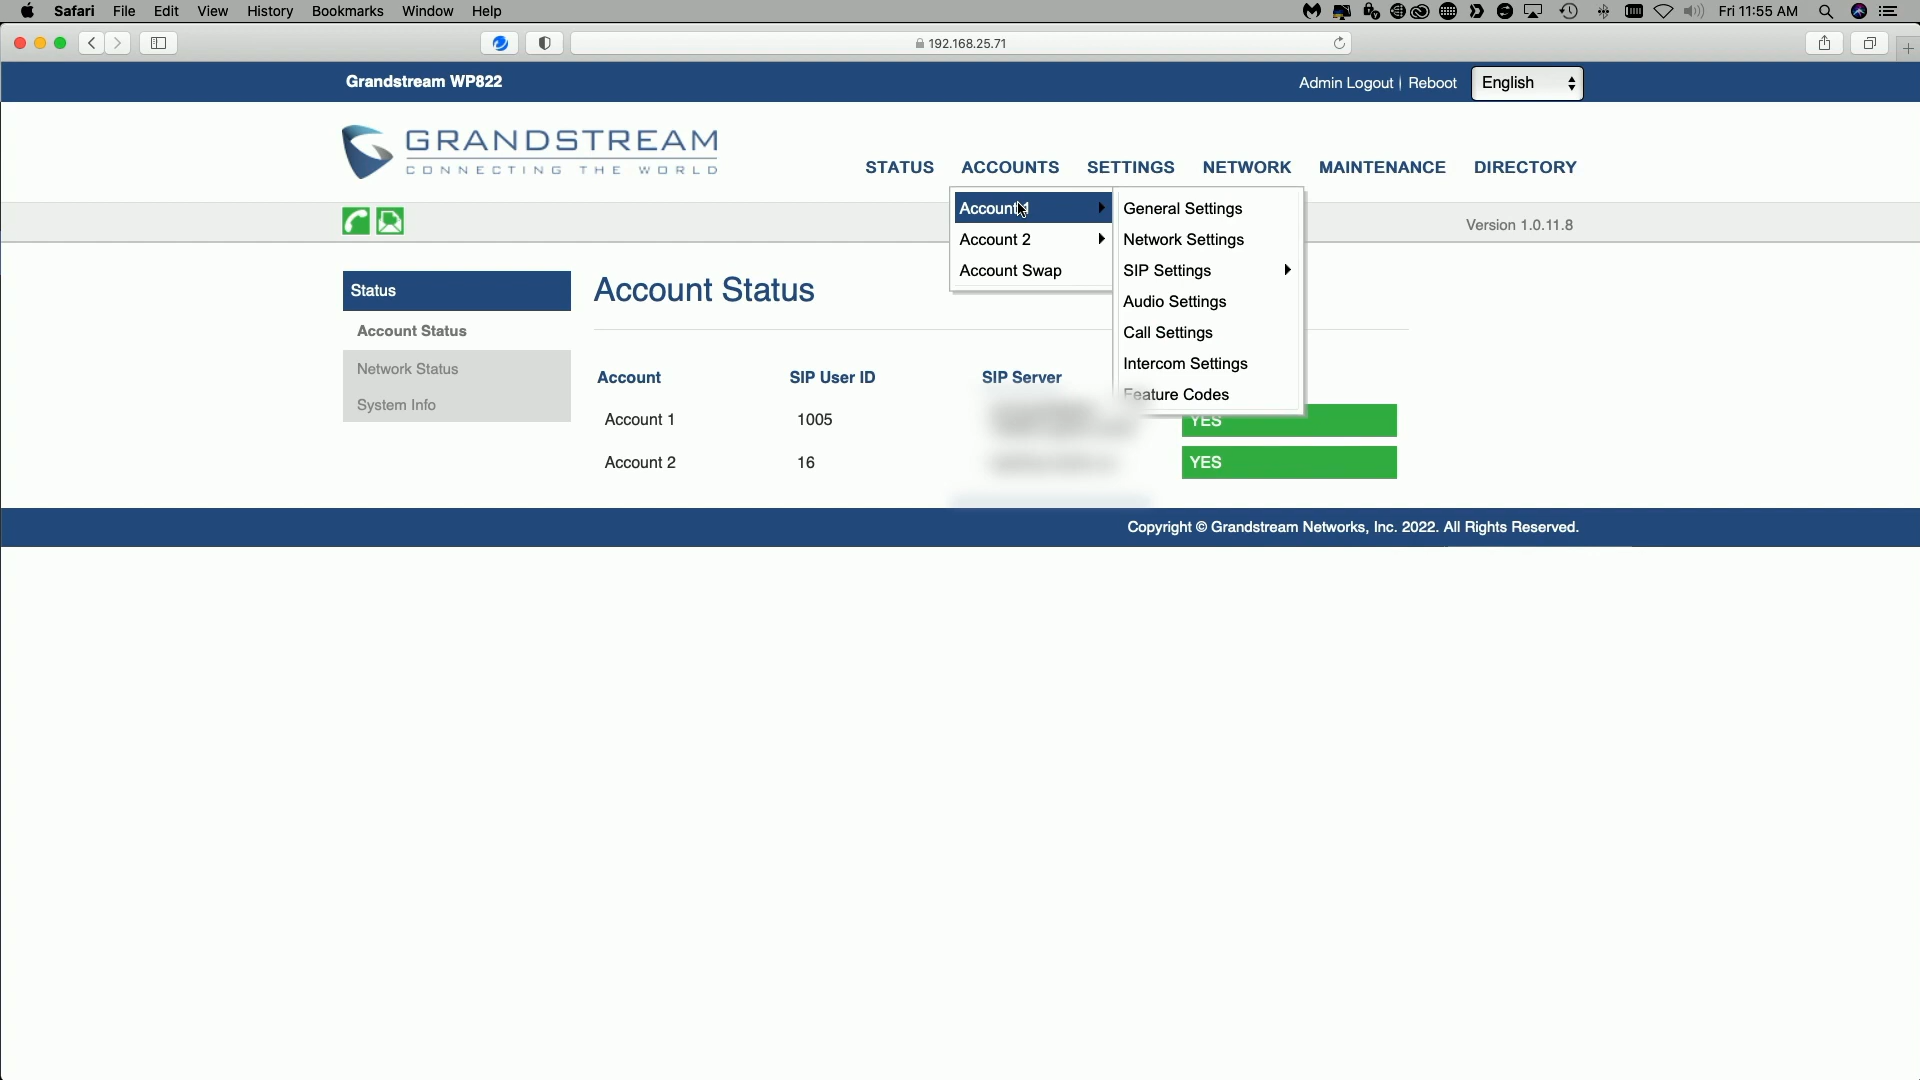 Safari File Edit View History Bookmarks Window Help Fri 11:55 AM
192.168.25.71
Grandstream WP822 Admin Logout | Reboot English
GRANDSTREAM
CONNECTING THE WORLD
STATUS ACCOUNTS SETTINGS NETWORK MAINTENANCE DIRECTORY
Account 1 General Settings
Version 1.0.11.8
Account 2 Network Settings
Account Swap SIP Settings
Audio Settings
Call Settings
Intercom Settings
Feature Codes
Status
Account Status
Network Status
System Info
Account Status
Account SIP User ID SIP Server
Account 1 1005 YES
Account 2 16 YES
Copyright © Grandstream Networks, Inc. 2022. All Rights Reserved.